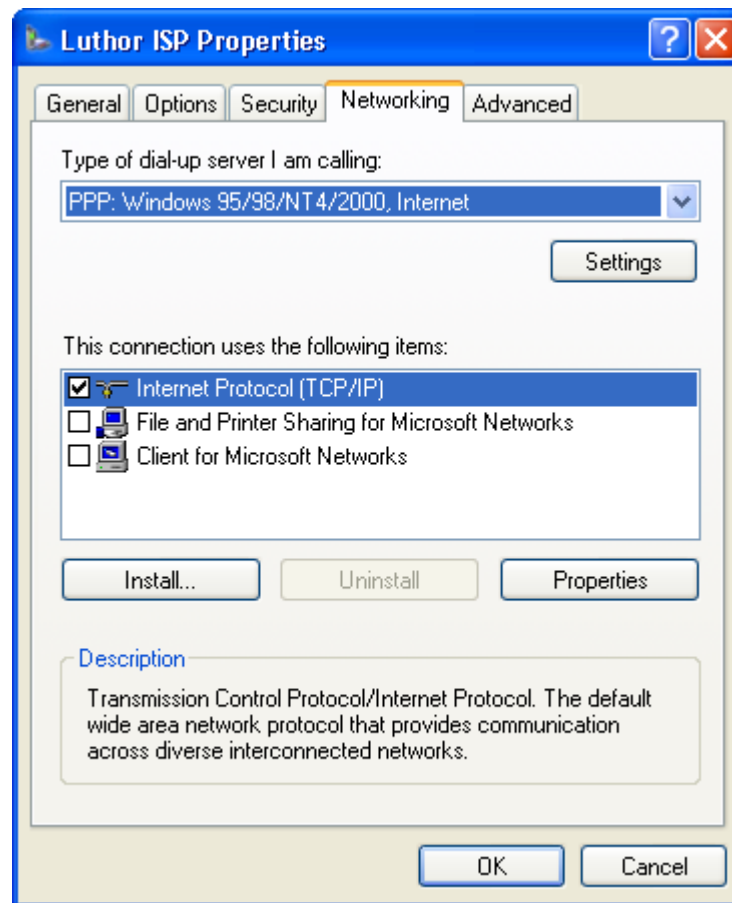 Luthor ISP Properties
General Options Security Networking Advanced
Type of dial-up server I am calling:
PPP: Windows 95/98/NT4/2000, Internet
Settings
This connection uses the following items:
Internet Protocol (TCP/IP)
File and Printer Sharing for Microsoft Networks
Client for Microsoft Networks
Install... Uninstall Properties
Description
Transmission Control Protocol/Internet Protocol. The default
wide area network protocol that provides communication
across diverse interconnected networks.
OK Cancel